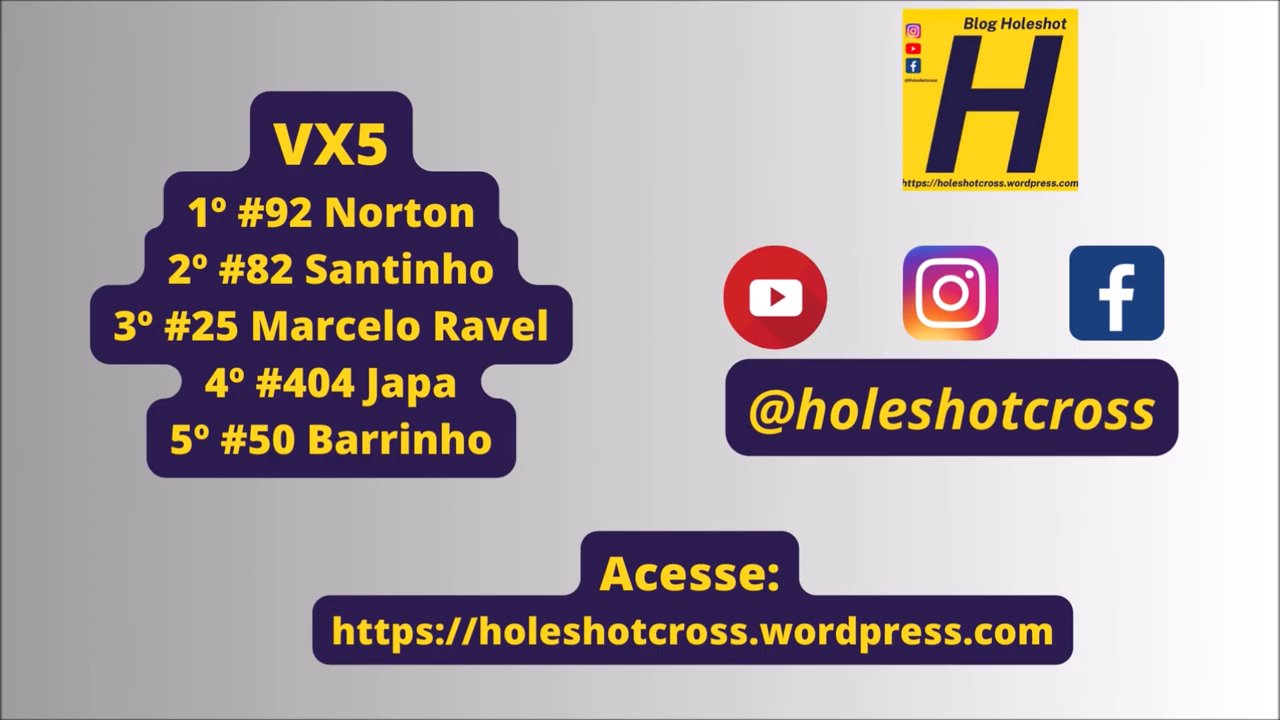 VX5
1º #92 Norton
2º #82 Santinho
3º #25 Marcelo Ravel
4º #404 Japa
5º #50 Barrinho
Blog Holeshot
@holeshotcross
H
https://holeshotcross.wordpress.com
@holeshotcross
Acesse:
https://holeshotcross.wordpress.com